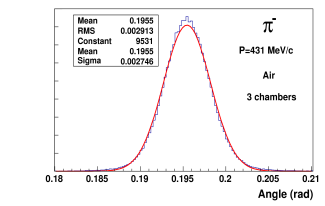 Mean 0.1955
RMS 0.002913
Constant 9531
Mean 0.1955
Sigma 0.002746
π-
P=431 MeV/c
Air
3 chambers
0.18 0.185 0.19 0.195 0.2 0.205 0.21
Angle (rad)